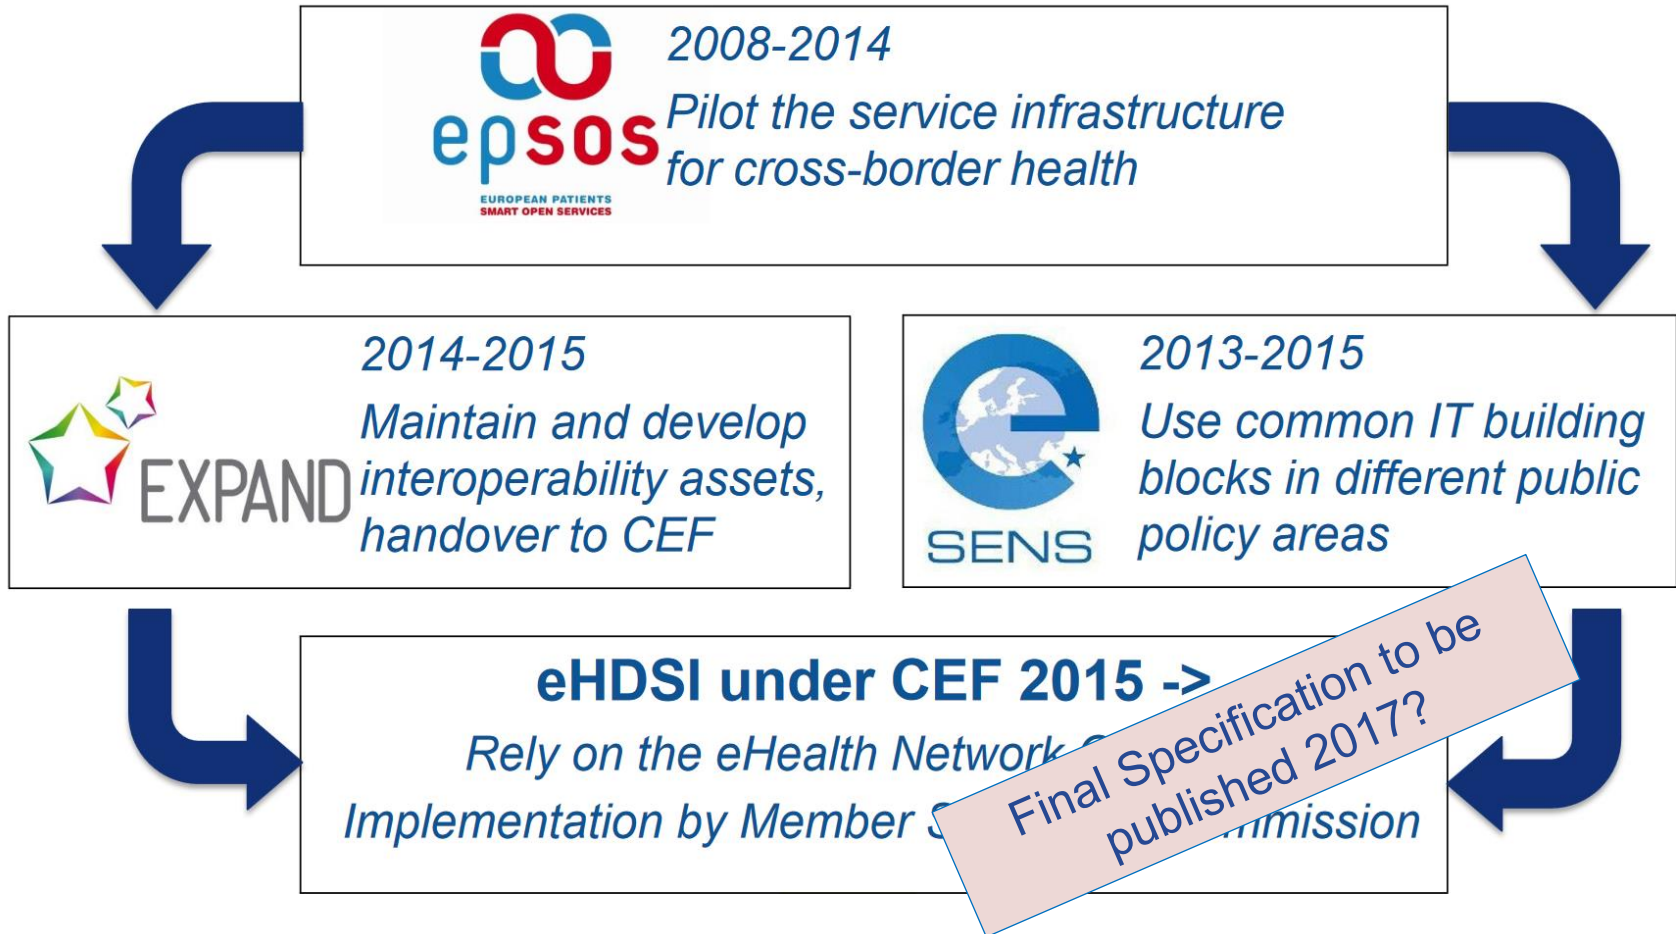 epsos
EUROPEAN PATIENTS
SMART OPEN SERVICES
2008-2014
Pilot the service infrastructure
for cross-border health
EXPAND
2014-2015
Maintain and develop
interoperability assets,
handover to CEF
e
SENS
2013-2015
Use common IT building
blocks in different public
policy areas
eHDSI under CEF 2015 ->
Rely on the eHealth Network
Implementation by Member
Final Specification to be
published 2017?